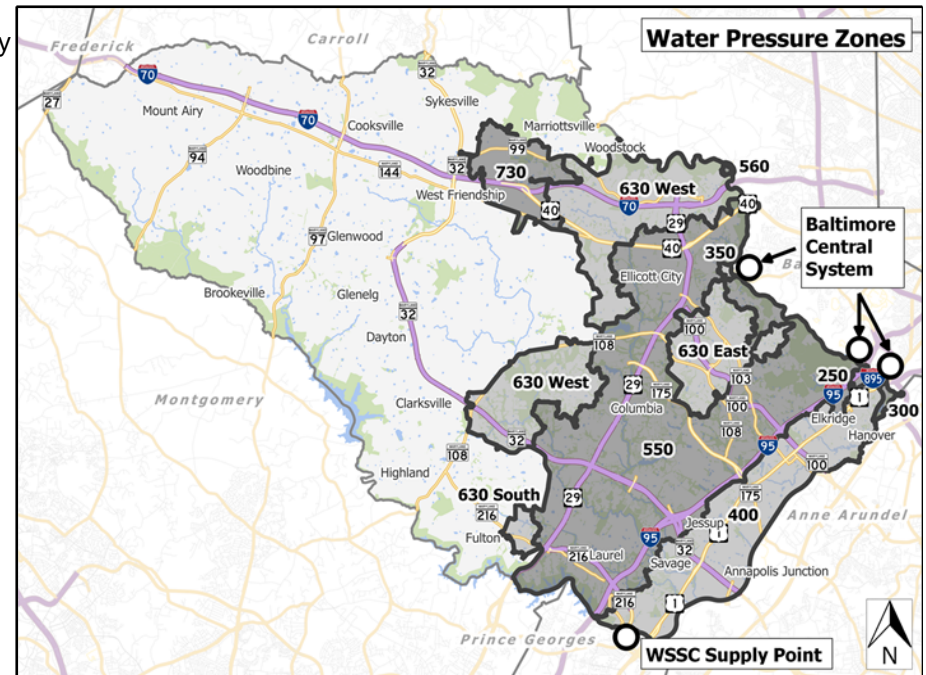 y
Water Pressure Zones
Frederick
Carroll
70
27
Mount Airy
32
Sykesville
70
Cooksville
Marriottsville
99
Woodstock
94
Woodbine
144
32
730
560
West Friendship
630 West
70
40
40
29
Baltimore
Central
System
97
Glenwood
40
350
Ba
Ellicott City
Brookeville
Glenelg
32
100
Dayton
108
630 East
630 West
29
175
103
250
895
95
1
300
Montgomery
Clarksville
Columbia
100
Elkridge
Hanover
32
108
108
95
550
100
Highland
630 South
29
175
216
400
Anne Arundel
Jessup
1
Fulton
95
216
Laurel
32
Savage
Annapolis Junction
216
1
Prince Georges
WSSC Supply Point
N